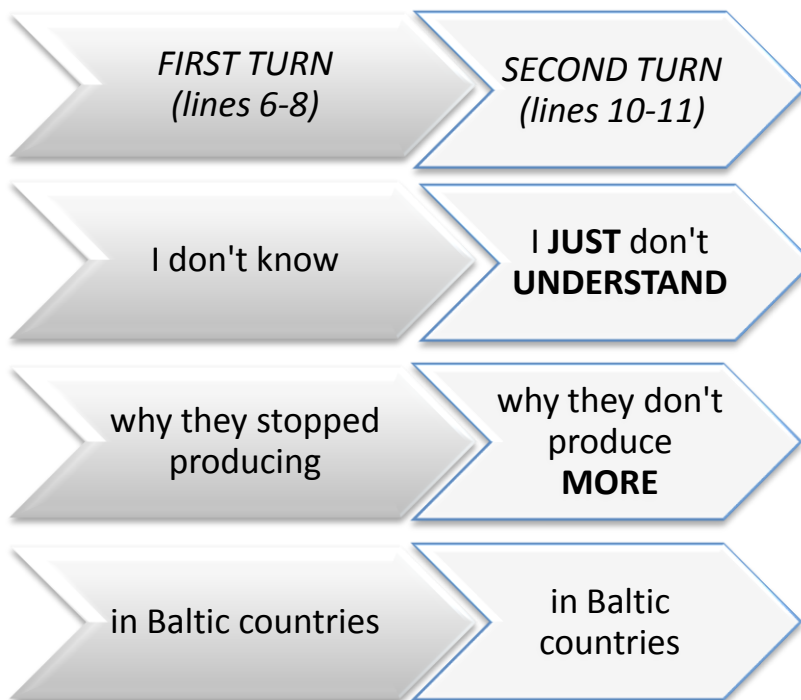 FIRST TURN
(lines 6-8)
SECOND TURN
(lines 10-11)
I don't know
I JUST don't
UNDERSTAND
why they stopped
producing
why they don't
produce
MORE
in Baltic countries
in Baltic
countries